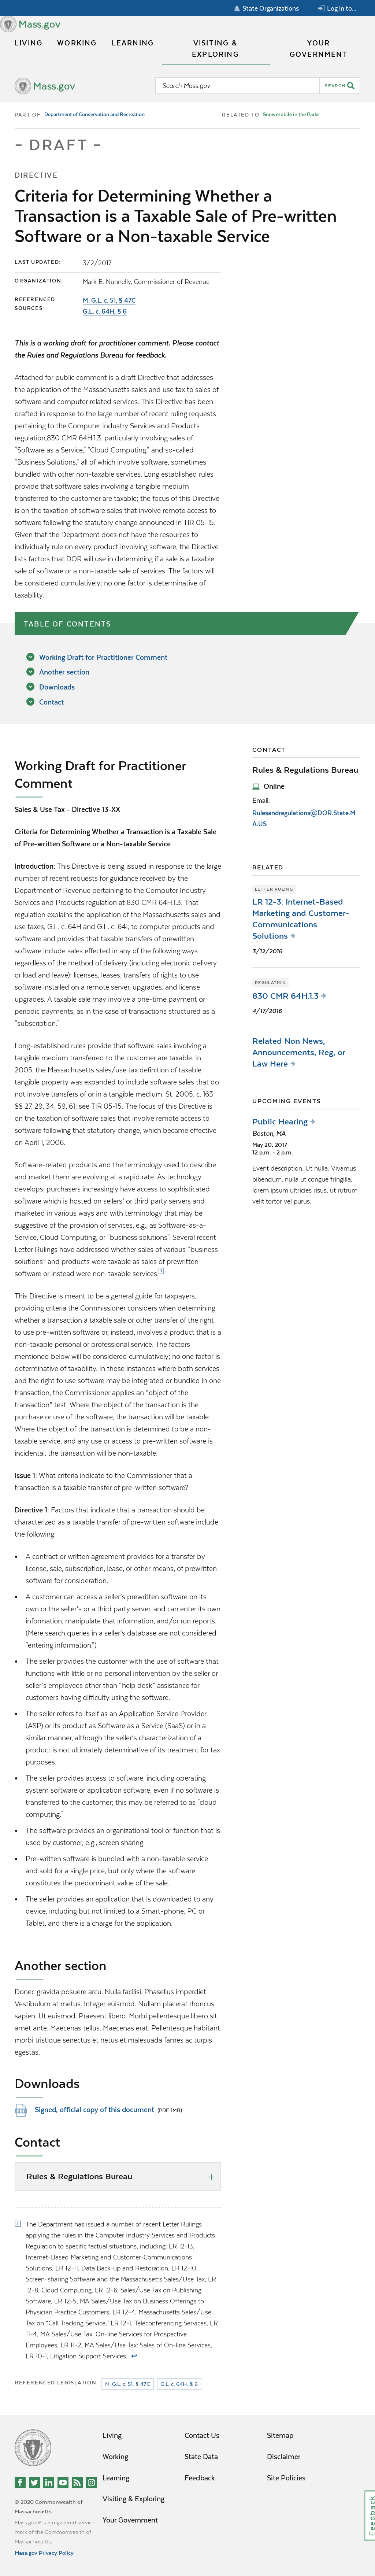 State Organizations
Log in to...
Mass.gov
LIVING
WORKING
LEARNING
VISITING &
EXPLORING
YOUR
GOVERNMENT
Mass.gov
Search Mass.gov
SEARCH
PART OF Department of Conservation and Recreation
RELATED TO Snowmobile in the Parks
- DRAFT -
DIRECTIVE
Criteria for Determining Whether a
Transaction is a Taxable Sale of Pre-written
Software or a Non-taxable Service
LAST UPDATED: 3/2/2017
ORGANIZATION: Mark E. Nunnelly, Commissioner of Revenue
REFERENCED
SOURCES:
M. G.L. c. 51, § 47C
G.L. c. 64H, § 6
This is a working draft for practitioner comment. Please contact
the Rules and Regulations Bureau for feedback.
Attached for public comment is a draft Directive that addresses
the application of the Massachusetts sales and use tax to sales of
software and computer related services. This Directive has been
drafted in response to the large number of recent ruling requests
pertaining to the Computer Industry Services and Products
regulation,830 CMR 64H.1.3, particularly involving sales of
"Software as a Service," "Cloud Computing," and so-called
"Business Solutions," all of which involve software, sometimes
bundled with other non-taxable services. Long established rules
provide that software sales involving a tangible medium
transferred to the customer are taxable; the focus of this Directive
is on the taxation of software sales that involve remote access to
software following the statutory change announced in TIR 05-15.
Given that the Department does not have the resources to
individually rule on every product involving software, the Directive
lists factors that DOR will use in determining if a sale is a taxable
sale of software or a non-taxable sale of services. The factors will
be considered cumulatively; no one factor is determinative of
taxability.
TABLE OF CONTENTS
Working Draft for Practitioner Comment
Another section
Downloads
Contact
Working Draft for Practitioner
Comment
Sales & Use Tax - Directive 13-XX
Criteria for Determining Whether a Transaction is a Taxable Sale
of Pre-written Software or a Non-taxable Service
Introduction: This Directive is being issued in response to the large
number of recent requests for guidance received by the
Department of Revenue pertaining to the Computer Industry
Services and Products regulation at 830 CMR 64H.1.3. That
regulation addresses the application of the Massachusetts sales and
use taxes, G.L. c. 64H and G.L. c. 64I, to computer products and
software and provides that taxable transfers of prewritten
software include sales effected in any of the following ways
regardless of the method of delivery (including electronic delivery
or load and leave): licenses, leases, transfers of rights to use
software installed on a remote server, upgrades, and license
upgrades. A taxable sale may involve a one-time payment or
periodic payments, as in the case of transactions structured as a
"subscription."
Long-established rules provide that software sales involving a
tangible medium transferred to the customer are taxable. In
2005, the Massachusetts sales/use tax definition of taxable
tangible property was expanded to include software sales that do
not involve a transfer of or in a tangible medium. St. 2005, c. 163
§§ 27, 29, 34, 59, 61; see TIR 05-15. The focus of this Directive is
on the taxation of software sales that involve remote access to
software following that statutory change, which became effective
on April 1, 2006.
Software-related products and the terminology used to describe
and market them are evolving at a rapid rate. As technology
develops, purchasers increasingly have access to sophisticated
software which is hosted on sellers' or third party servers and
marketed in various ways and with terminology that may be
suggestive of the provision of services, e.g., as Software-as-a-
Service, Cloud Computing, or "business solutions". Several recent
Letter Rulings have addressed whether sales of various "business
solutions" and products were taxable as sales of prewritten
software or instead were non-taxable services.[1]
This Directive is meant to be a general guide for taxpayers,
providing criteria the Commissioner considers when determining
whether a transaction a taxable sale or other transfer of the right
to use pre-written software or, instead, involves a product that is a
non-taxable personal or professional service. The factors
mentioned below will be considered cumulatively; no one factor is
determinative of taxability. In those instances where both services
and the right to use software may be integrated or bundled in one
transaction, the Commissioner applies an "object of the
transaction" test. Where the object of the transaction is the
purchase or use of the software, the transaction will be taxable.
Where the object of the transaction is determined to be a non-
taxable service, and any use or access to pre-written software is
incidental, the transaction will be non-taxable.
Issue 1: What criteria indicate to the Commissioner that a
transaction is a taxable transfer of pre-written software?
Directive 1: Factors that indicate that a transaction should be
characterized as a taxable transfer of pre-written software include
the following:
• A contract or written agreement provides for a transfer by
license, sale, subscription, lease, or other means, of prewritten
software for consideration.
• A customer can access a seller's prewritten software on its
own or the seller's or a third party server, and can enter its own
information, manipulate that information, and/or run reports.
(Mere search queries in a seller's database are not considered
"entering information.")
• The seller provides the customer with the use of software that
functions with little or no personal intervention by the seller or
seller's employees other than "help desk" assistance for
customers having difficulty using the software.
• The seller refers to itself as an Application Service Provider
(ASP) or its product as Software as a Service (SaaS) or in a
similar manner, although the seller's characterization of a
product is not ultimately determinative of its treatment for tax
purposes.
• The seller provides access to software, including operating
system software or application software, even if no software is
transferred to the customer; this may be referred to as "cloud
computing."
• The software provides an organizational tool or function that is
used by customer, e.g., screen sharing.
• Pre-written software is bundled with a non-taxable service
and sold for a single price, but only where the software
constitutes the predominant value of the sale.
• The seller provides an application that is downloaded to any
device, including but not limited to a Smart-phone, PC or
Tablet, and there is a charge for the application.
CONTACT
Rules & Regulations Bureau
Online
Email:
Rulesandregulations@DOR.State.M
A.US
RELATED
LETTER RULING
LR 12-3: Internet-Based
Marketing and Customer-
Communications
Solutions
3/12/2016
REGULATION
830 CMR 64H.1.3
4/17/2016
Related Non News,
Announcements, Reg, or
Law Here
UPCOMING EVENTS
Public Hearing
Boston, MA
May 20, 2017
12 p.m. - 2 p.m.
Event description. Ut nulla. Vivamus
bibendum, nulla ut congue fringilla,
lorem ipsum ultricies risus, ut rutrum
velit tortor vel purus.
Another section
Donec gravida posuere arcu. Nulla facilisi. Phasellus imperdiet.
Vestibulum at metus. Integer euismod. Nullam placerat rhoncus
sapien. Ut euismod. Praesent libero. Morbi pellentesque libero sit
amet ante. Maecenas tellus. Maecenas erat. Pellentesque habitant
morbi tristique senectus et netus et malesuada fames ac turpis
egestas.
Downloads
Signed, official copy of this document (PDF 1MB)
Contact
Rules & Regulations Bureau
[1] The Department has issued a number of recent Letter Rulings
applying the rules in the Computer Industry Services and Products
Regulation to specific factual situations, including: LR 12-13,
Internet-Based Marketing and Customer-Communications
Solutions, LR 12-11, Data Back-up and Restoration, LR 12-10,
Screen-sharing Software and the Massachusetts Sales/Use Tax, LR
12-8, Cloud Computing, LR 12-6, Sales/Use Tax on Publishing
Software, LR 12-5, MA Sales/Use Tax on Business Offerings to
Physician Practice Customers, LR 12-4, Massachusetts Sales/Use
Tax on "Call Tracking Service," LR 12-1, Teleconferencing Services, LR
11-4, MA Sales/Use Tax: On-line Services for Prospective
Employees, LR 11-2, MA Sales/Use Tax: Sales of On-line Services,
LR 10-1, Litigation Support Services.
REFERENCED LEGISLATION: M. G.L. c. 51, § 47C G.L. c. 64H, § 6
Living
Working
Learning
Visiting & Exploring
Your Government
Contact Us
State Data
Feedback
Sitemap
Disclaimer
Site Policies
© 2020 Commonwealth of
Massachusetts.
Mass.gov® is a registered service
mark of the Commonwealth of
Massachusetts.
Mass.gov Privacy Policy
Feedback